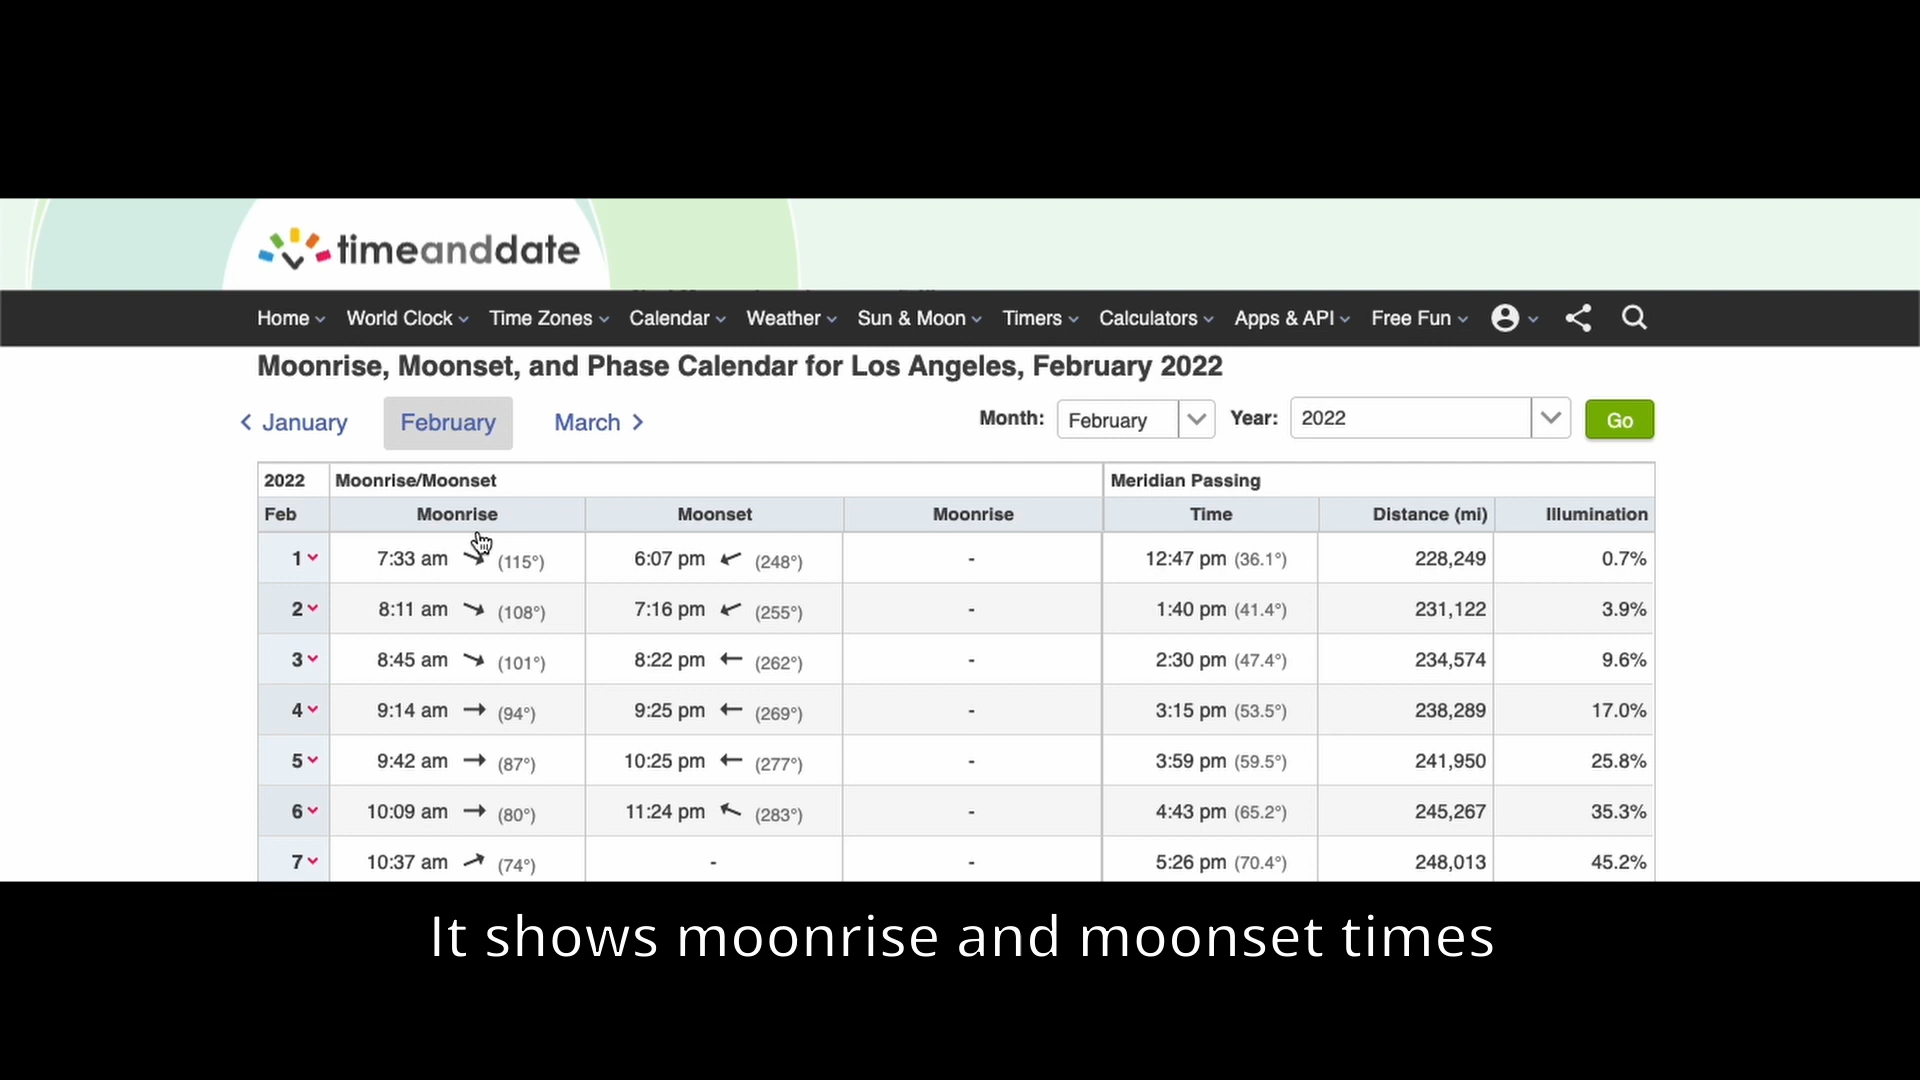 timeanddate
Home World Clock Time Zones Calendar Weather Sun & Moon Timers Calculators Apps & API Free Fun
Moonrise, Moonset, and Phase Calendar for Los Angeles, February 2022
January February March Month: February Year: 2022 Go
2022 Moonrise/Moonset Meridian Passing
Feb Moonrise Moonset Moonrise Time Distance (mi) Illumination
1 7:33 am (115°) 6:07 pm (248°) - 12:47 pm (36.1°) 228,249 0.7%
2 8:11 am (108°) 7:16 pm (255°) - 1:40 pm (41.4°) 231,122 3.9%
3 8:45 am (101°) 8:22 pm (262°) - 2:30 pm (47.4°) 234,574 9.6%
4 9:14 am (94°) 9:25 pm (269°) - 3:15 pm (53.5°) 238,289 17.0%
5 9:42 am (87°) 10:25 pm (277°) - 3:59 pm (59.5°) 241,950 25.8%
6 10:09 am (80°) 11:24 pm (283°) - 4:43 pm (65.2°) 245,267 35.3%
7 10:37 am (74°) - - 5:26 pm (70.4°) 248,013 45.2%
It shows moonrise and moonset times